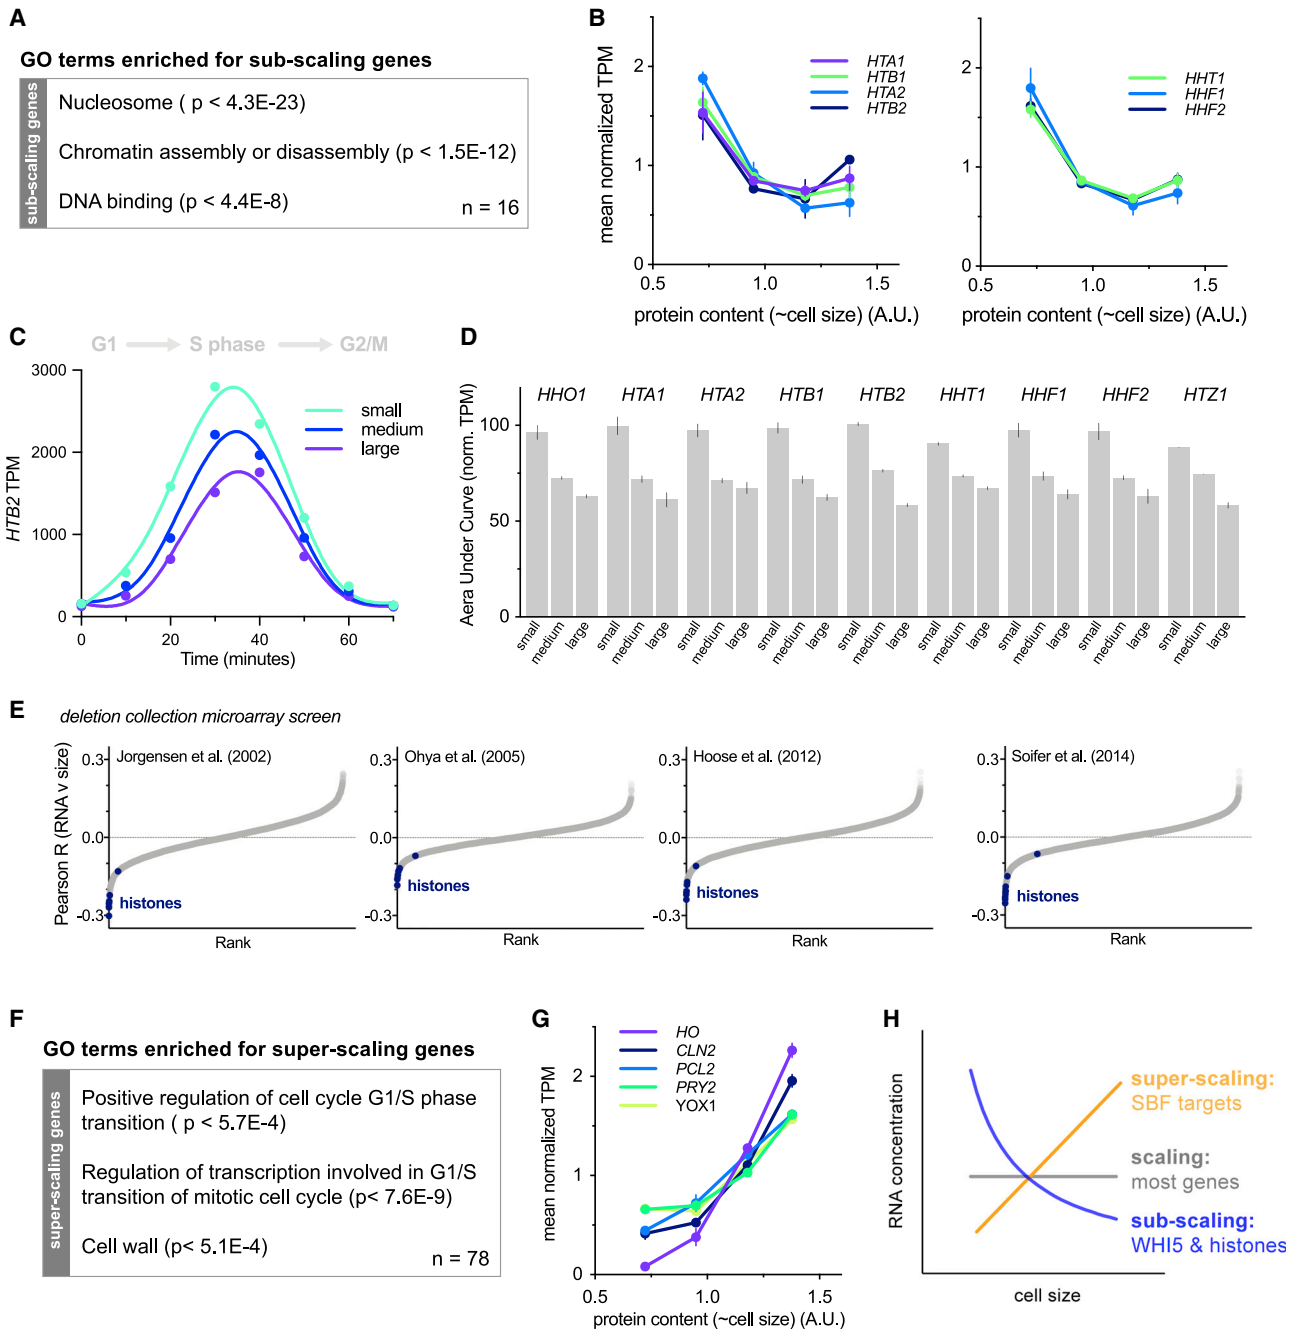 A
GO terms enriched for sub-scaling genes
sub-scaling genes
Nucleosome ( p < 4.3E-23)
Chromatin assembly or disassembly (p < 1.5E-12)
DNA binding (p < 4.4E-8)
n = 16
B
mean normalized TPM
2
1
0
HTA1
HTB1
HTA2
HTB2
0.5 1.0 1.5
protein content (~cell size) (A.U.)
2
1
0
HHT1
HHF1
HHF2
0.5 1.0 1.5
protein content (~cell size) (A.U.)
C
G1 S phase G2/M
HTB2 TPM
3000
2000
1000
0
small
medium
large
0 20 40 60
Time (minutes)
D
Aera Under Curve (norm. TPM)
100
50
0
HHO1 HTA1 HTA2 HTB1 HTB2 HHT1 HHF1 HHF2 HTZ1
small medium large small medium large small medium large small medium large small medium large small medium large small medium large small medium large small medium large
E
deletion collection microarray screen
Pearson R (RNA v size)
Jorgensen et al. (2002)
0.3
0.0
-0.3
histones
Rank
Ohya et al. (2005)
0.3
0.0
-0.3
histones
Rank
Hoose et al. (2012)
0.3
0.0
-0.3
histones
Rank
Soifer et al. (2014)
0.3
0.0
-0.3
histones
Rank
F
GO terms enriched for super-scaling genes
super-scaling genes
Positive regulation of cell cycle G1/S phase
transition ( p < 5.7E-4)
Regulation of transcription involved in G1/S
transition of mitotic cell cycle (p< 7.6E-9)
Cell wall (p< 5.1E-4)
n = 78
G
mean normalized TPM
2
1
0
HO
CLN2
PCL2
PRY2
YOX1
0.5 1.0 1.5
protein content (~cell size) (A.U.)
H
RNA concentration
super-scaling:
SBF targets
scaling:
most genes
sub-scaling:
WHI5 & histones
cell size